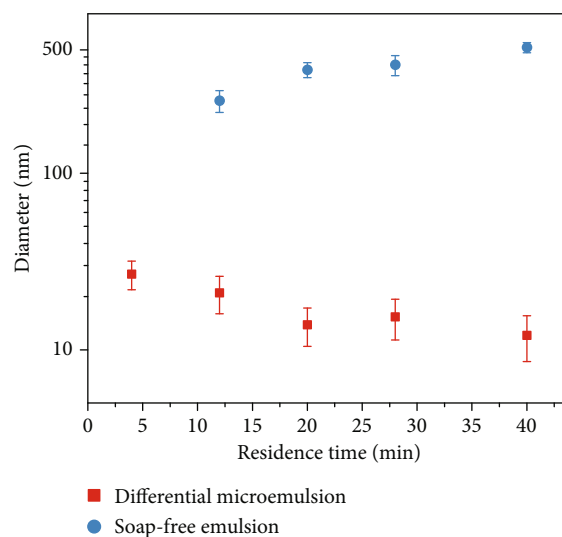 500
100
10
Diameter (nm)
0 5 10 15 20 25 30 35 40
Residence time (min)
Differential microemulsion
Soap-free emulsion